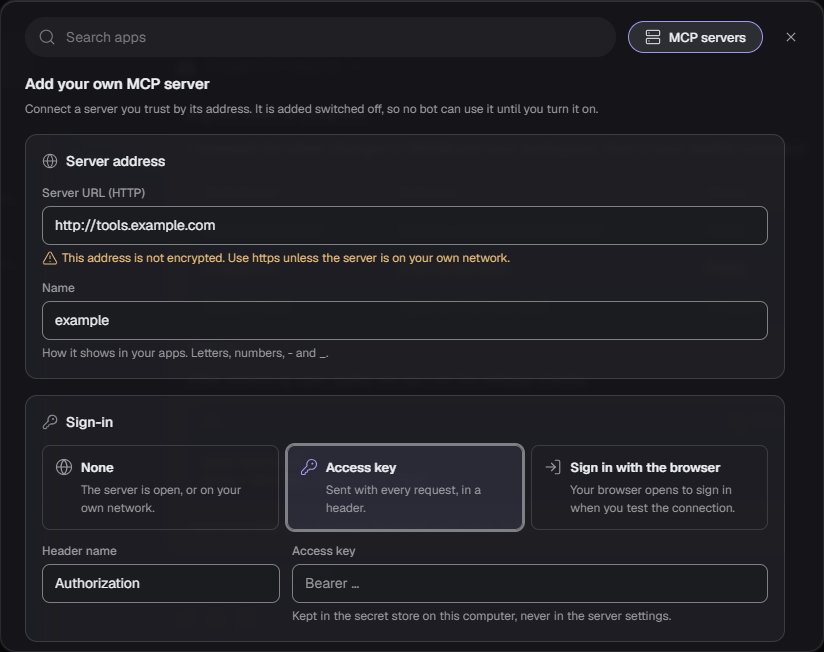 Search apps
MCP servers
Add your own MCP server
Connect a server you trust by its address. It is added switched off, so no bot can use it until you turn it on.
Server address
Server URL (HTTP)
http://tools.example.com
This address is not encrypted. Use https unless the server is on your own network.
Name
example
How it shows in your apps. Letters, numbers, - and _.
Sign-in
None
The server is open, or on your
own network.
Access key
Sent with every request, in a
header.
Sign in with the browser
Your browser opens to sign in
when you test the connection.
Header name
Authorization
Access key
Bearer ...
Kept in the secret store on this computer, never in the server settings.